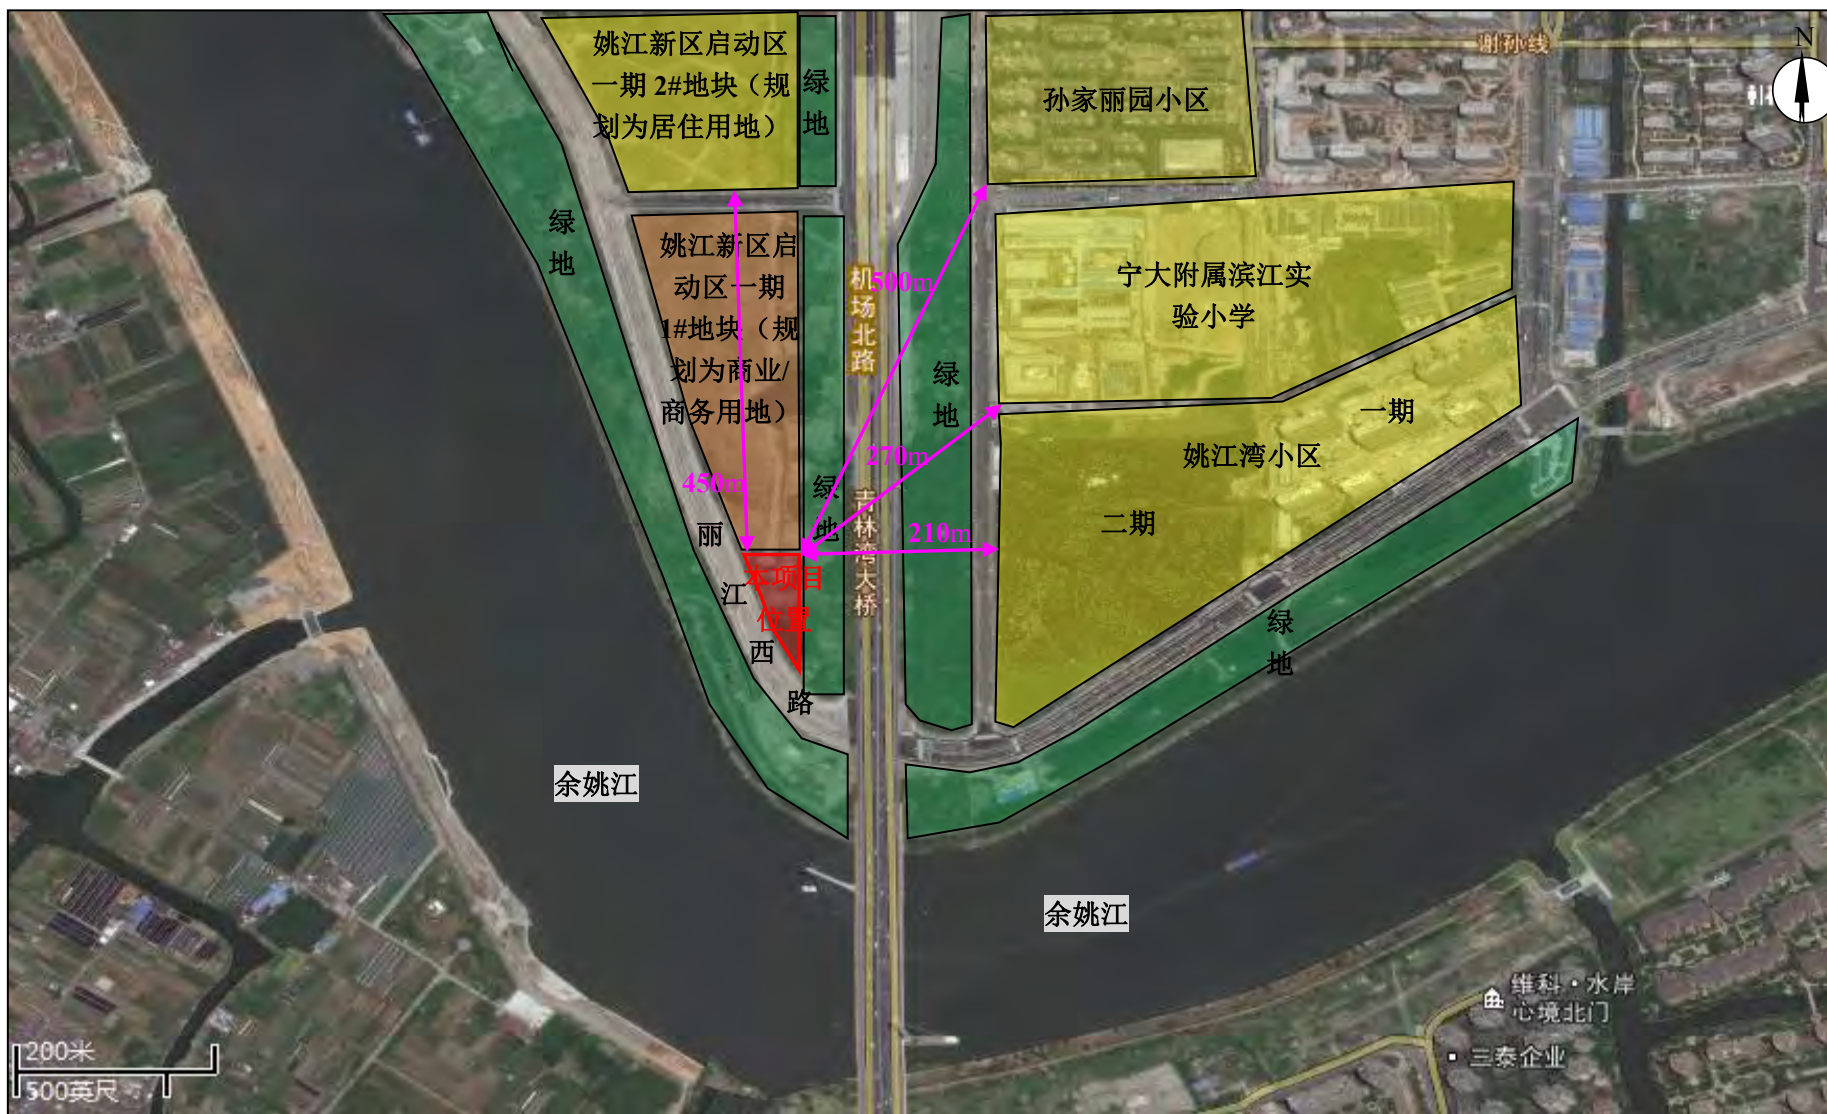 姚江新区启动区
一期 2#地块（规
划为居住用地）
绿
地
孙家丽园小区
谢孙线
N
绿
地
姚江新区启
动区一期
1#地块（规
划为商业/
商务用地）
机
场
北
路
500m
宁大附属滨江实
验小学
绿
地
270m
一期
姚江湾小区
450m
绿
地
青
林
湾
大
桥
210m
二期
丽
江
西
路
本项目
位置
绿
地
余姚江
余姚江
维科·水岸
心境北门
三泰企业
200米
500英尺